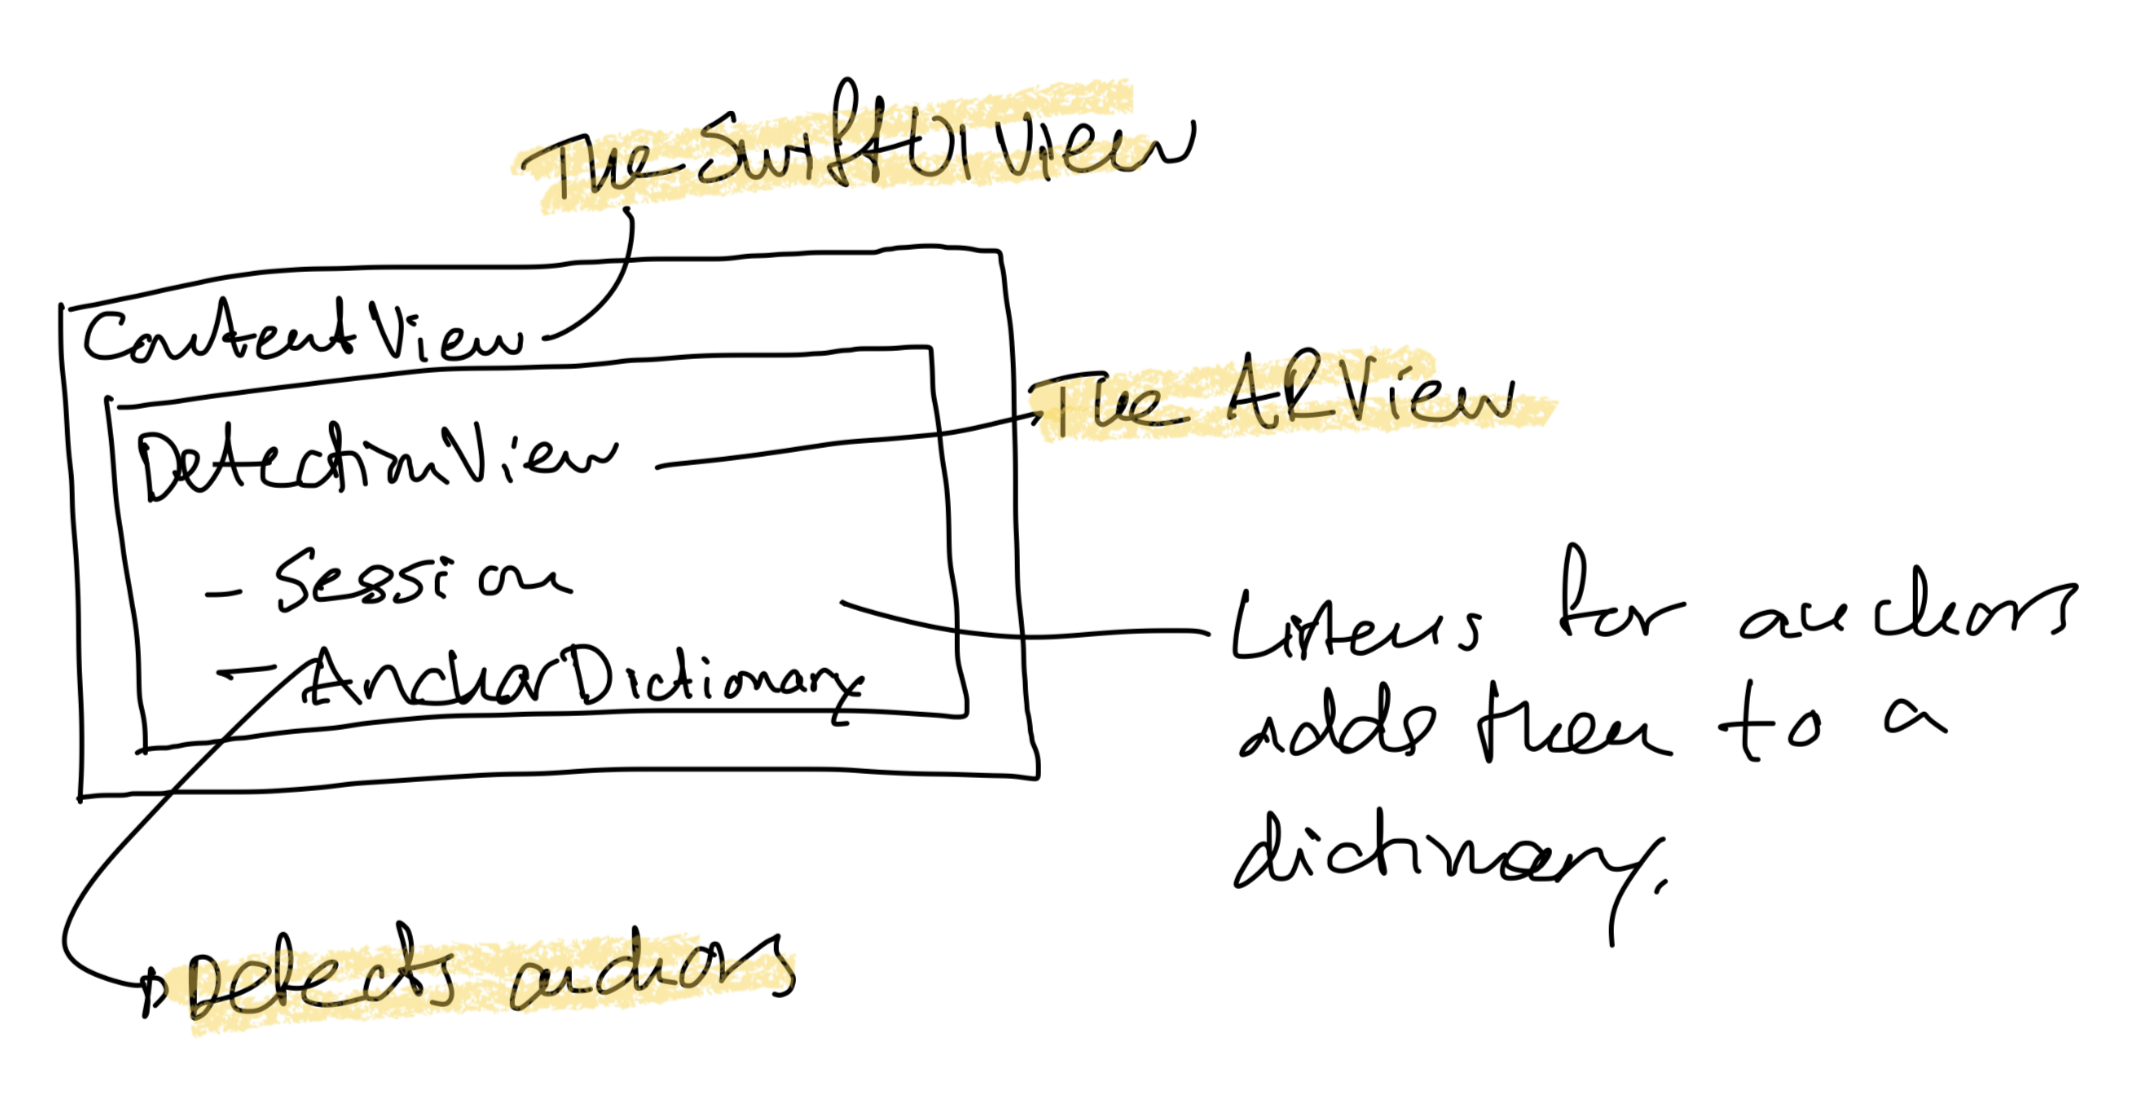 The SwiftUI View
ContentView
The ARView
DetectionView
- Session
- AnchorDictionary
Listens for anchors
adds them to a
dictionary.
Detects anchors